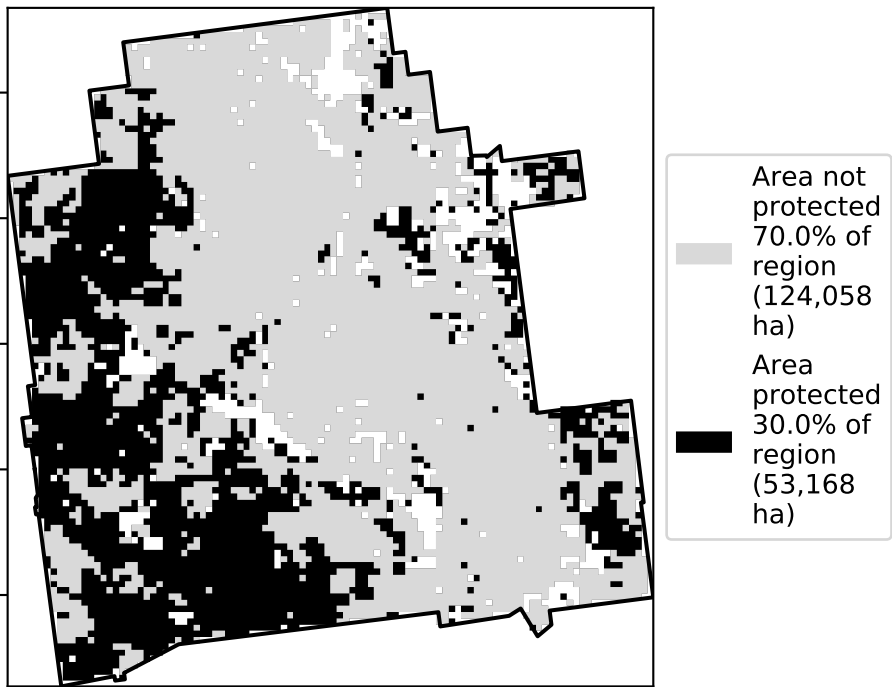 Area not
protected
70.0% of
region
(124,058
ha)
Area
protected
30.0% of
region
(53,168
ha)